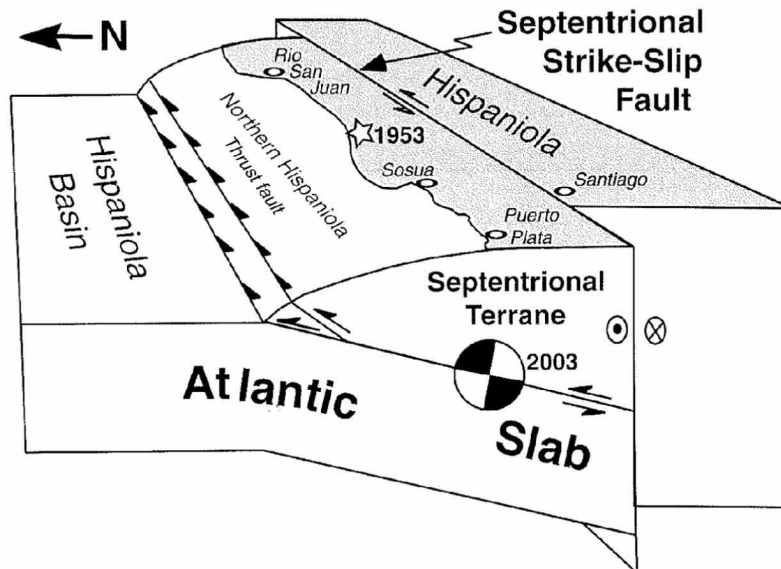 N
Septentrional
Strike-Slip
Fault
Rio
San
Juan
Hispaniola
1953
Northern Hispaniola
Thrust fault
Hispaniola
Basin
Sosua
Santiago
Puerto
Plata
Septentrional
Terrane
2003
Atlantic
Slab